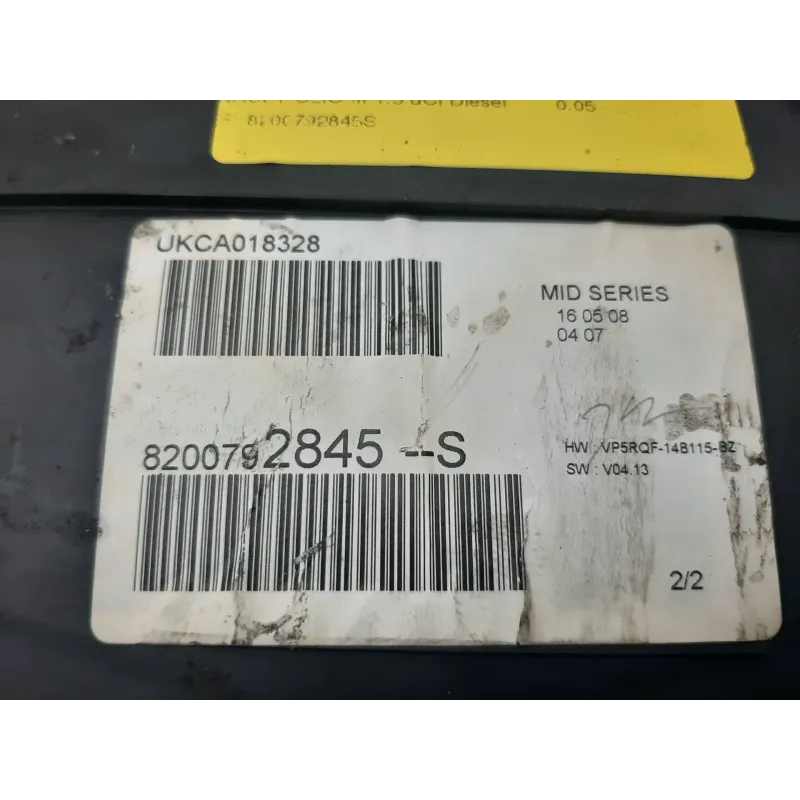 1.5 dCi Diesel 0.05
8200792845S
UKCA018328
MID SERIES
16 05 08
04 07
8200792845 --S
HW : VP5RQF-14B115-BZ
SW : V04.13
2/2